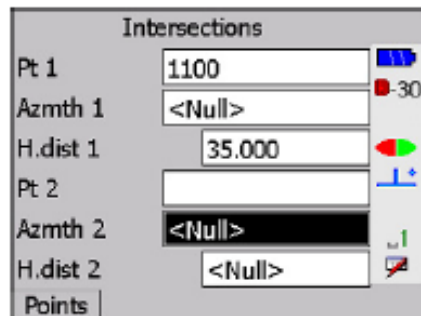 Intersections
Pt 1 1100
Azmth 1 <Null>
-30
H.dist 1 35.000
Pt 2
Azmth 2 <Null>
1
H.dist 2 <Null>
Points